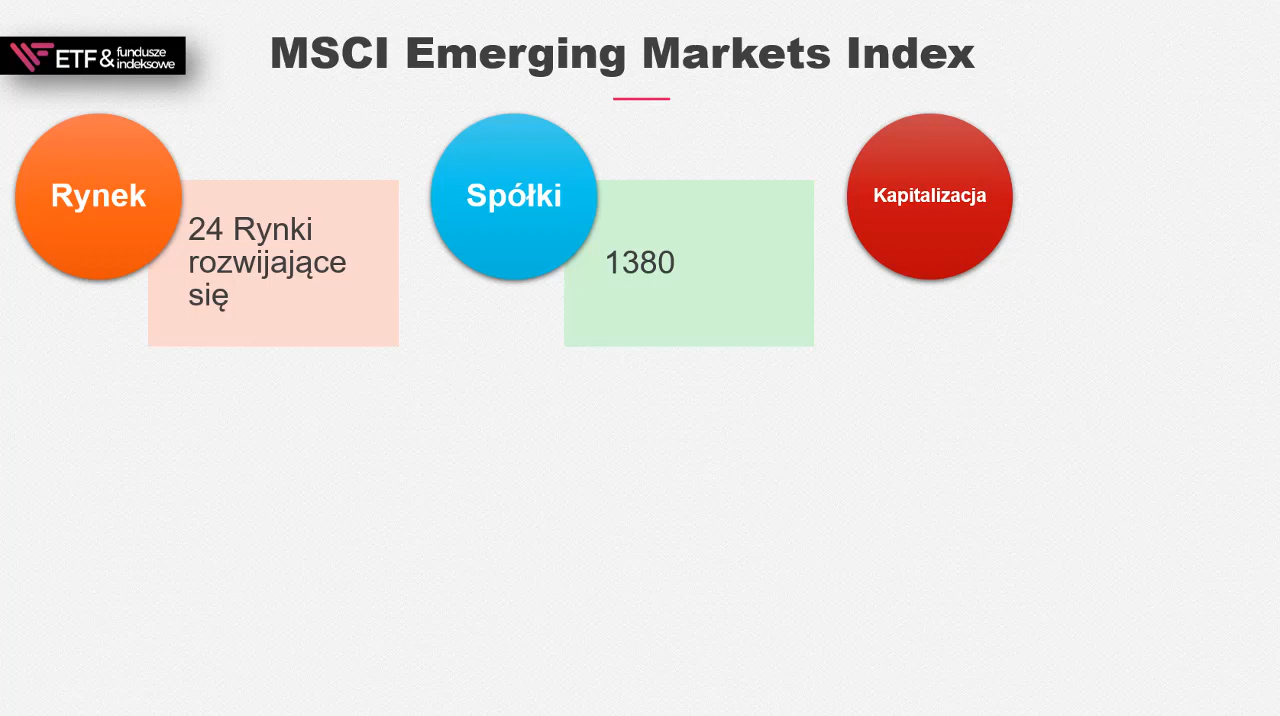 ETF& fundusze indeksowe
MSCI Emerging Markets Index
Rynek
24 Rynki
rozwijające
się
Spółki
1380
Kapitalizacja